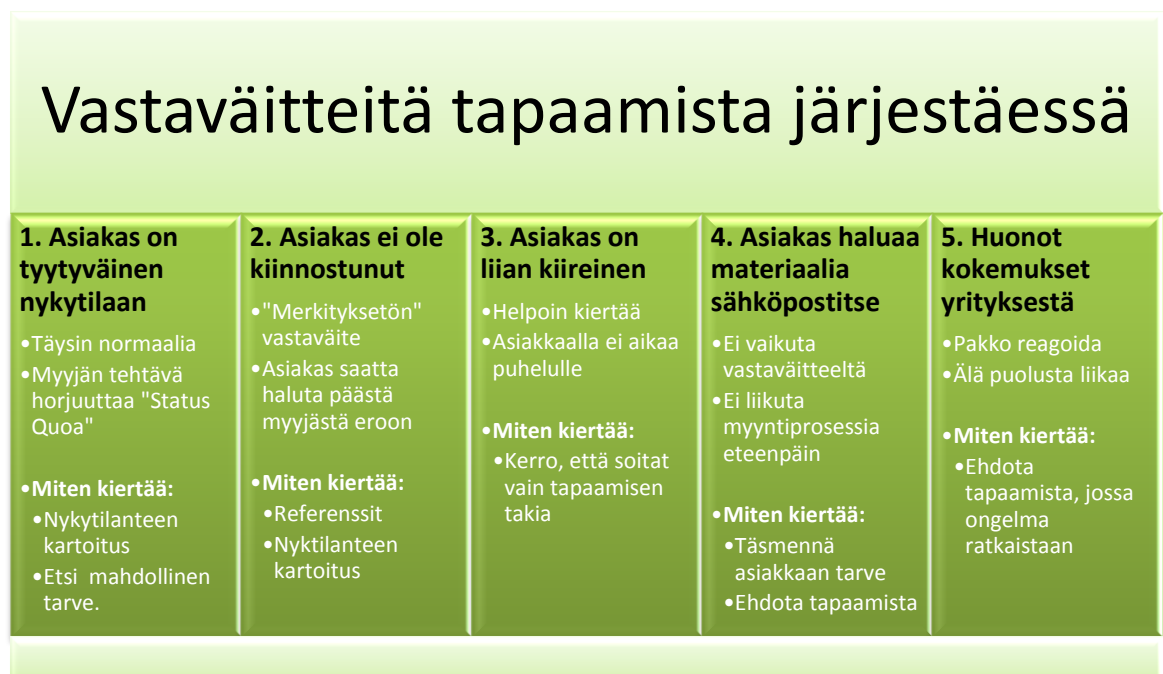 Vastaväitteitä tapaamista järjestäessä
1. Asiakas on
tyytyväinen
nykytilaan
•Täysin normaalia
•Myyjän tehtävä
horjuuttaa "Status
Quoa"
•Miten kiertää:
•Nykytilanteen
kartoitus
•Etsi mahdollinen
tarve.
2. Asiakas ei ole
kiinnostunut
•"Merkityksetön"
vastaväite
•Asiakas saatta
haluta päästä
myyjästä eroon
•Miten kiertää:
•Referenssit
•Nyktilanteen
kartoitus
3. Asiakas on
liian kiireinen
•Helpoin kiertää
•Asiakkaalla ei aikaa
puhelulle
•Miten kiertää:
•Kerro, että soitat
vain tapaamisen
takia
4. Asiakas haluaa
materiaalia
sähköpostitse
•Ei vaikuta
vastaväitteeltä
•Ei liikuta
myyntiprosessia
eteenpäin
•Miten kiertää:
•Täsmennä
asiakkaan tarve
•Ehdota tapaamista
5. Huonot
kokemukset
yrityksestä
•Pakko reagoida
•Älä puolusta liikaa
•Miten kiertää:
•Ehdota
tapaamista, jossa
ongelma
ratkaistaan